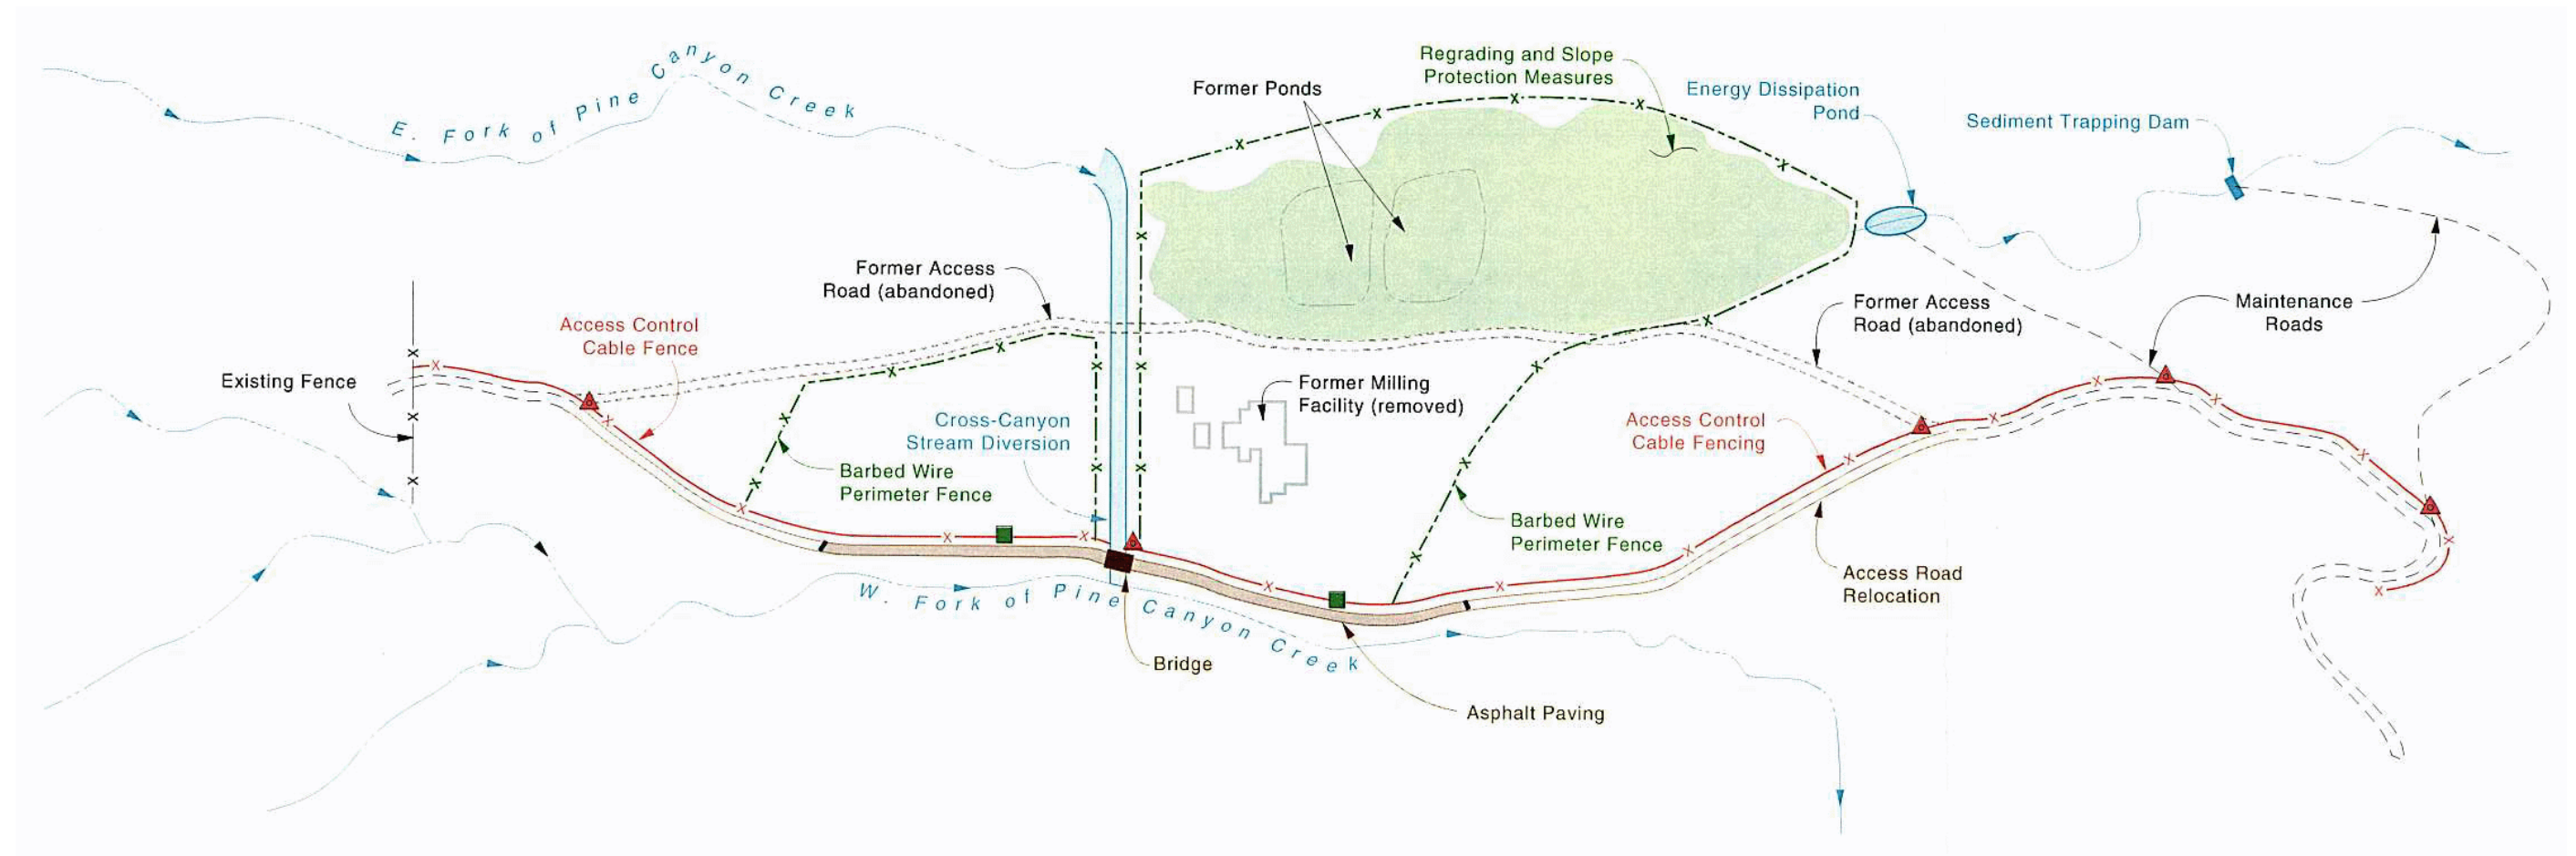 E. Fork of Pine Canyon Creek
Former Ponds
Regrading and Slope
Protection Measures
Energy Dissipation
Pond
Sediment Trapping Dam
Former Access
Road (abandoned)
Access Control
Cable Fence
Existing Fence
Cross-Canyon
Stream Diversion
Barbed Wire
Perimeter Fence
Former Milling
Facility (removed)
Former Access
Road (abandoned)
Maintenance
Roads
Access Control
Cable Fencing
Barbed Wire
Perimeter Fence
Access Road
Relocation
W. Fork of Pine Canyon Creek
Bridge
Asphalt Paving